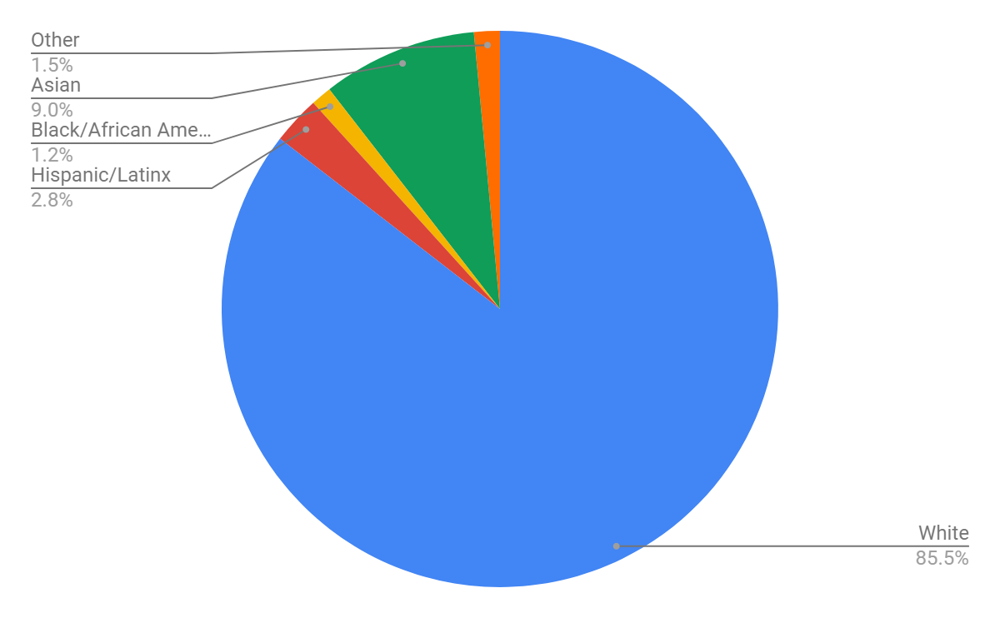 Other
1.5%
Asian
9.0%
Black/African Ame...
1.2%
Hispanic/Latinx
2.8%
White
85.5%